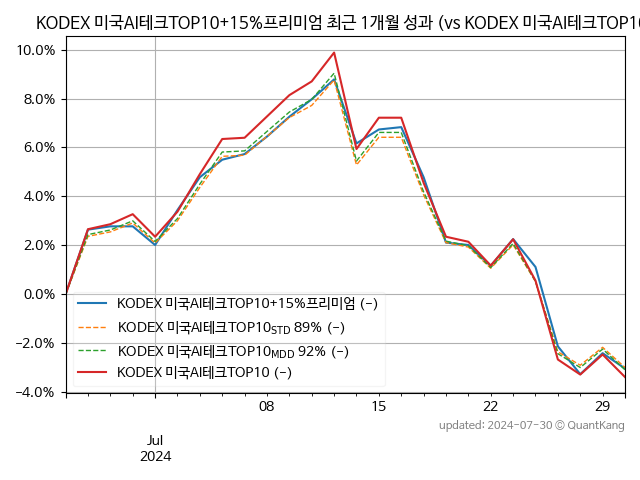 KODEX 미국AI테크TOP10+15%프리미엄 최근 1개월 성과 (vs KODEX 미국AI테크TOP1
10.0%
8.0%
6.0%
4.0%
2.0%
0.0%
-2.0%
-4.0%
KODEX 미국AI테크TOP10+15%프리미엄 (-)
KODEX 미국AI테크TOP10STD 89% (-)
KODEX 미국AI테크TOP10MDD 92% (-)
KODEX 미국AI테크TOP10 (-)
08 15 22 29
Jul
2024
updated: 2024-07-30 © QuantKang